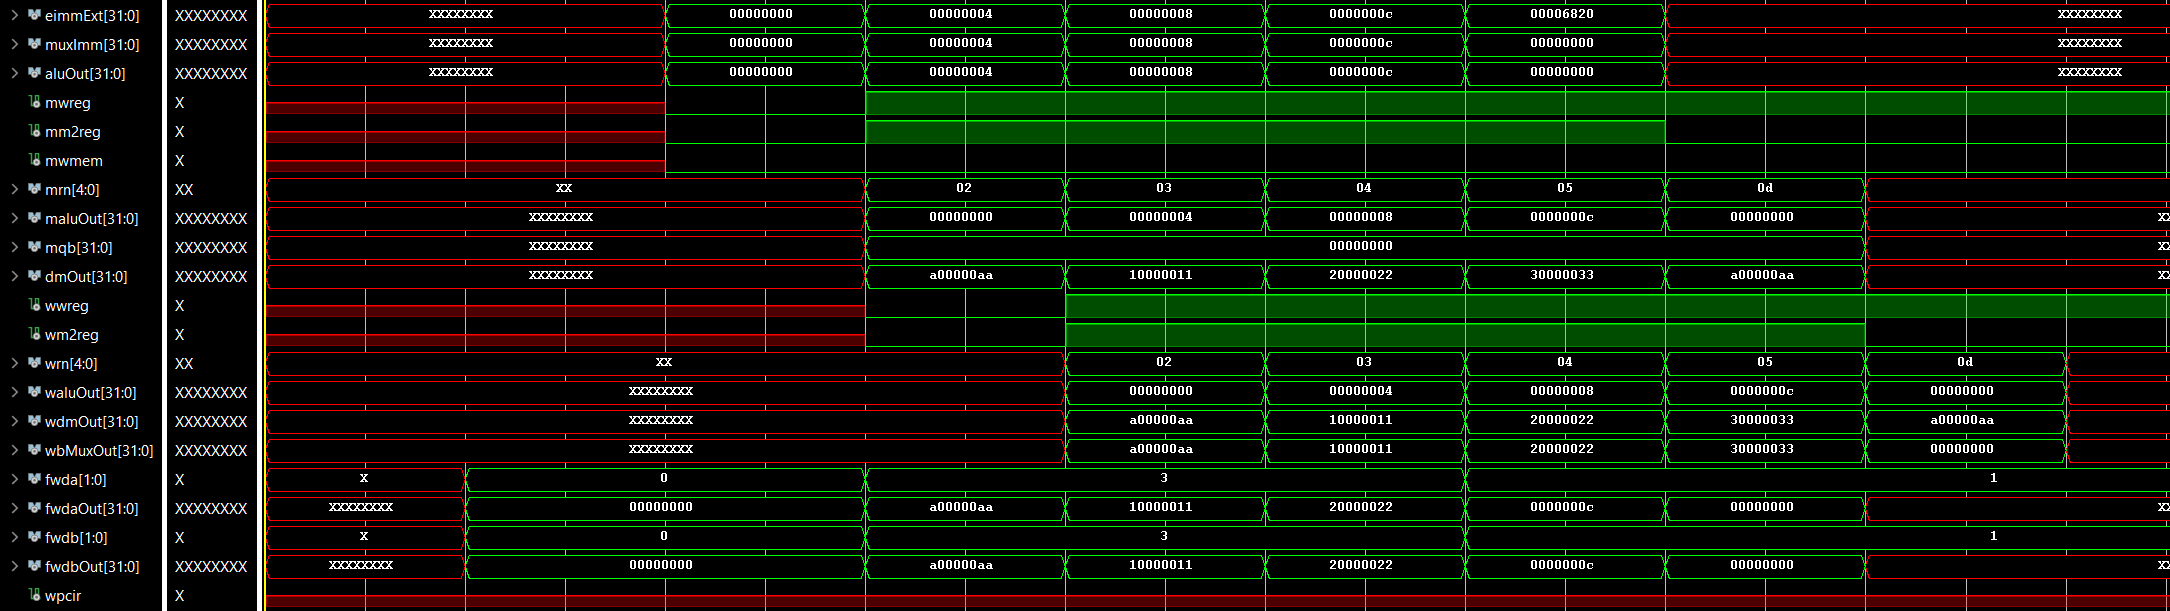 eimmExt[31:0] XXXXXXXX XXXXXXXX 00000000 00000004 00000008 0000000c 00006820 XXXXXXXX
muxImm[31:0] XXXXXXXX XXXXXXXX 00000000 00000004 00000008 0000000c 00000000 XXXXXXXX
aluOut[31:0] XXXXXXXX XXXXXXXX 00000000 00000004 00000008 0000000c 00000000 XXXXXXXX
mwreg X
mm2reg X
mwmem X
mrn[4:0] XX XX 02 03 04 05 0d
maluOut[31:0] XXXXXXXX XXXXXXXX 00000000 00000004 00000008 0000000c 00000000 XX
mqb[31:0] XXXXXXXX XXXXXXXX 00000000 XX
dmOut[31:0] XXXXXXXX XXXXXXXX a00000aa 10000011 20000022 30000033 a00000aa XX
wwreg X
wm2reg X
wrn[4:0] XX XX 02 03 04 05 0d
waluOut[31:0] XXXXXXXX XXXXXXXX 00000000 00000004 00000008 0000000c 00000000
wdmOut[31:0] XXXXXXXX XXXXXXXX a00000aa 10000011 20000022 30000033 a00000aa
wbMuxOut[31:0] XXXXXXXX XXXXXXXX a00000aa 10000011 20000022 30000033 00000000
fwda[1:0] X X 0 3 1
fwdaOut[31:0] XXXXXXXX XXXXXXXX 00000000 a00000aa 10000011 20000022 0000000c 00000000 XX
fwdb[1:0] X X 0 3 1
fwdbOut[31:0] XXXXXXXX XXXXXXXX 00000000 a00000aa 10000011 20000022 0000000c 00000000 XX
wpcir X